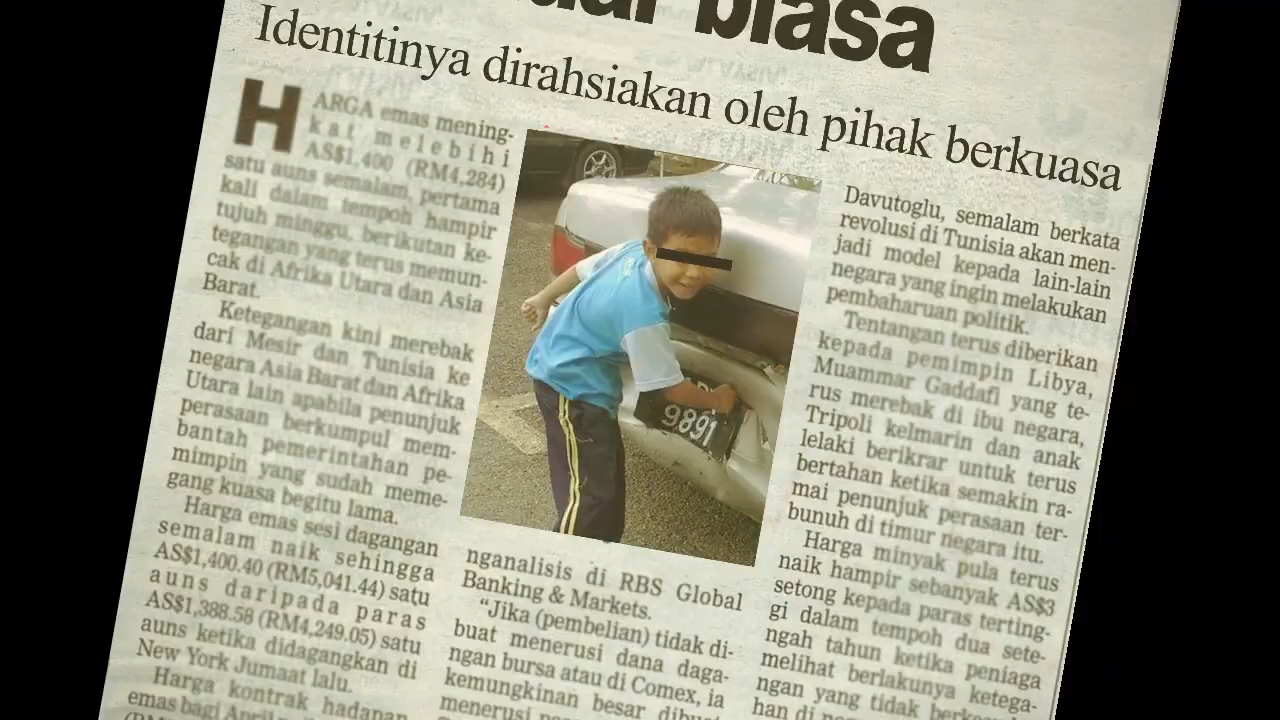 biasa
Identitinya dirahsiakan oleh pihak berkuasa
HARGA emas mening-
kat melebihi
AS$1,400 (RM4,284)
satu auns semalam, pertama
kali dalam tempoh hampir
tujuh minggu, berikutan ke-
tegangan yang terus memun-
cak di Afrika Utara dan Asia
Barat.
Ketegangan kini merebak
dari Mesir dan Tunisia ke
negara Asia Barat dan Afrika
Utara lain apabila penunjuk
perasaan berkumpul mem-
bantah pemerintahan pe-
mimpin yang sudah meme-
gang kuasa begitu lama.
Harga emas sesi dagangan
semalam naik sehingga
AS$1,400.40 (RM5,041.44) satu
auns daripada paras
AS$1,388.58 (RM4,249.05) satu
auns ketika didagangkan di
New York Jumaat lalu.
Harga kontrak hadapan
emas bagi April
9891
nganalisis di RBS Global
Banking & Markets.
“Jika (pembelian) tidak di-
buat menerusi dana daga-
ngan bursa atau di Comex, ia
kemungkinan besar dibuat
menerusi
Davutoglu, semalam berkata
revolusi di Tunisia akan men-
jadi model kepada lain-lain
negara yang ingin melakukan
pembaharuan politik.
Tentangan terus diberikan
kepada pemimpin Libya,
Muammar Gaddafi yang te-
rus merebak di ibu negara,
Tripoli kelmarin dan anak
lelaki berikrar untuk terus
bertahan ketika semakin ra-
mai penunjuk perasaan ter-
bunuh di timur negara itu.
Harga minyak pula terus
naik hampir sebanyak AS$3
setong kepada paras terting-
gi dalam tempoh dua sete-
ngah tahun ketika peniaga
melihat berlakunya ketega-
ngan yang tidak berkesu-
han di